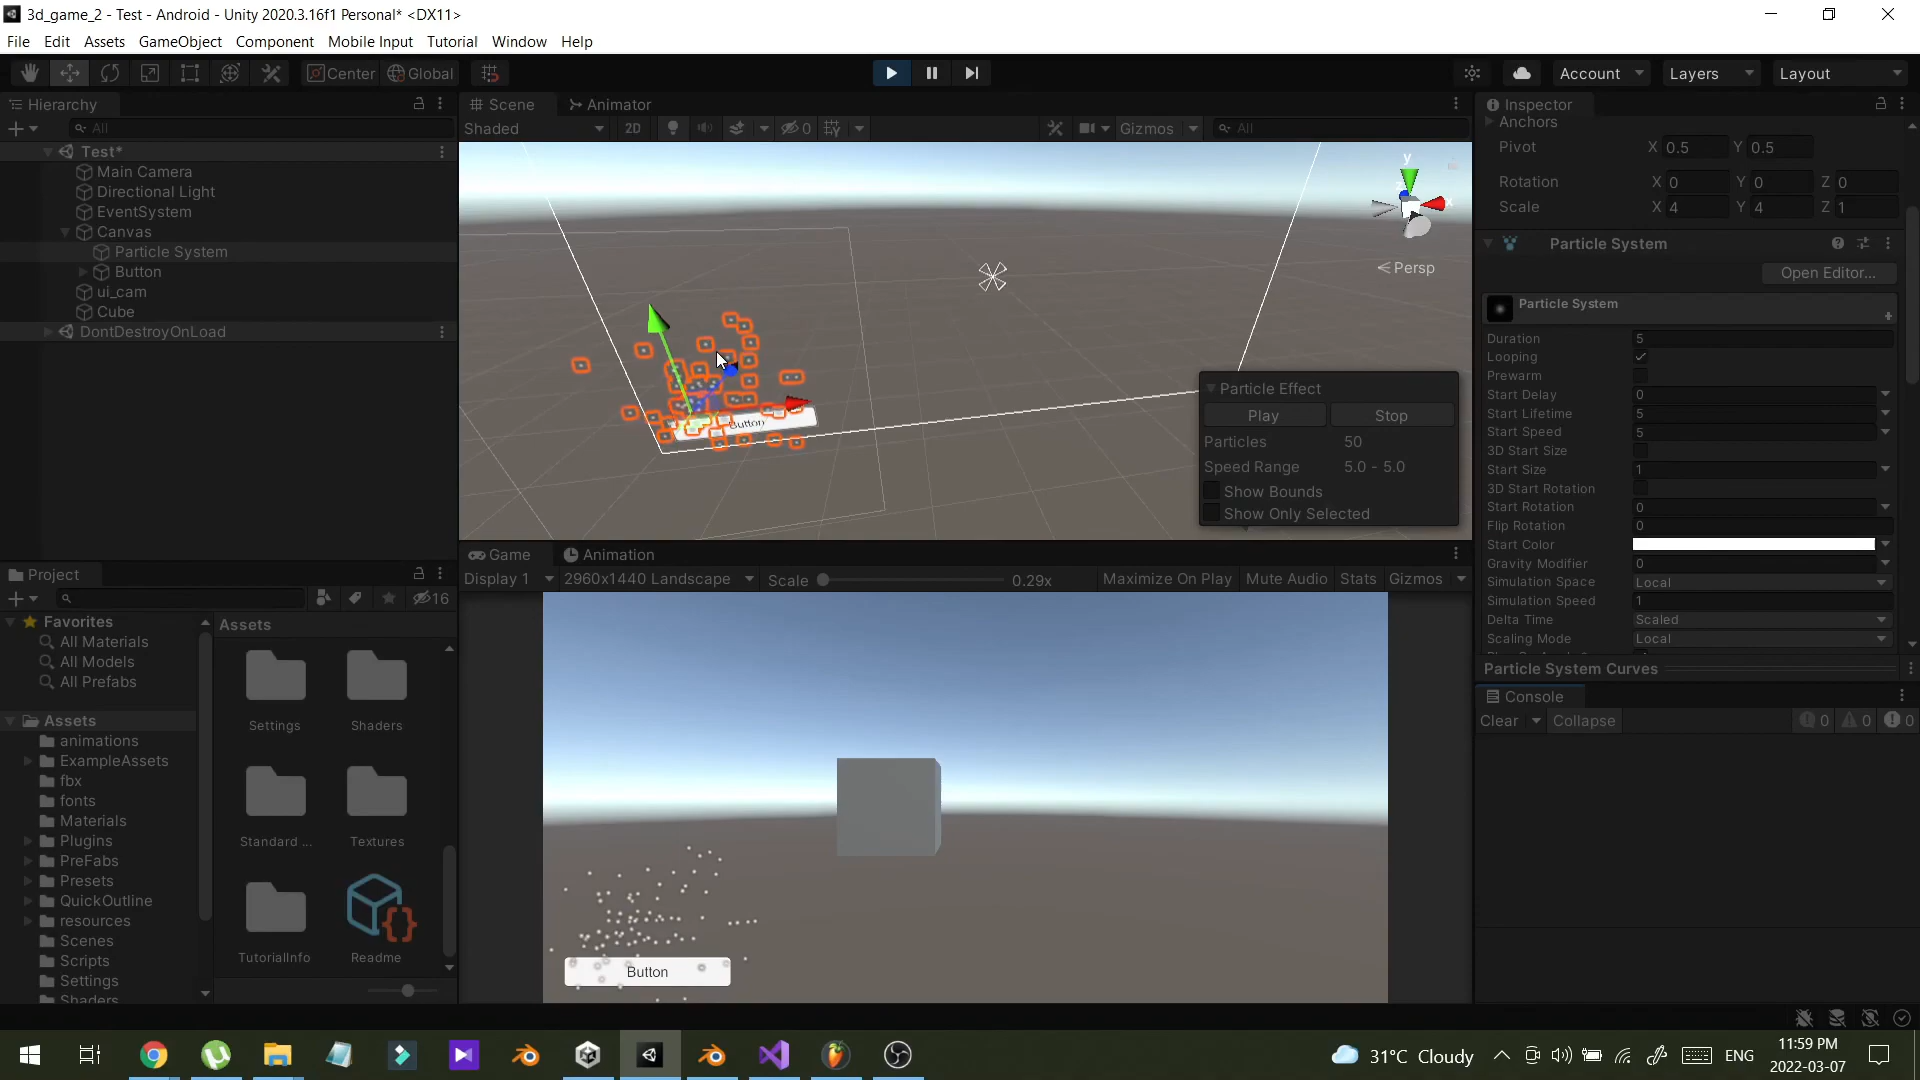 3d_game_2 - Test - Android - Unity 2020.3.16f1 Personal* <DX11>
File Edit Assets GameObject Component Mobile Input Tutorial Window Help
Center Global Account Layers Layout
Hierarchy
All
Test*
Main Camera
Directional Light
EventSystem
Canvas
Particle System
Button
ui_cam
Cube
DontDestroyOnLoad
Scene Animator
Shaded 2D 0 Gizmos All
y
x
Persp
Button
Particle Effect
Play Stop
Particles 50
Speed Range 5.0 - 5.0
Show Bounds
Show Only Selected
Game Animation
Display 1 2960x1440 Landscape Scale 0.29x Maximize On Play Mute Audio Stats Gizmos
Button
Project
16
Favorites
All Materials
All Models
All Prefabs
Assets
animations
ExampleAssets
fbx
fonts
Materials
Plugins
PreFabs
Presets
QuickOutline
resources
Scenes
Scripts
Settings
Shaders
Assets
Settings Shaders
Standard ... Textures
TutorialInfo Readme
Inspector
Anchors
Pivot X 0.5 Y 0.5
Rotation X 0 Y 0 Z 0
Scale X 4 Y 4 Z 1
Particle System
Open Editor...
Particle System
Duration 5
Looping
Prewarm
Start Delay 0
Start Lifetime 5
Start Speed 5
3D Start Size
Start Size 1
3D Start Rotation
Start Rotation 0
Flip Rotation 0
Start Color
Gravity Modifier 0
Simulation Space Local
Simulation Speed 1
Delta Time Scaled
Scaling Mode Local
Particle System Curves
Console
Clear Collapse 0 0 0
31°C Cloudy ENG
11:59 PM
2022-03-07